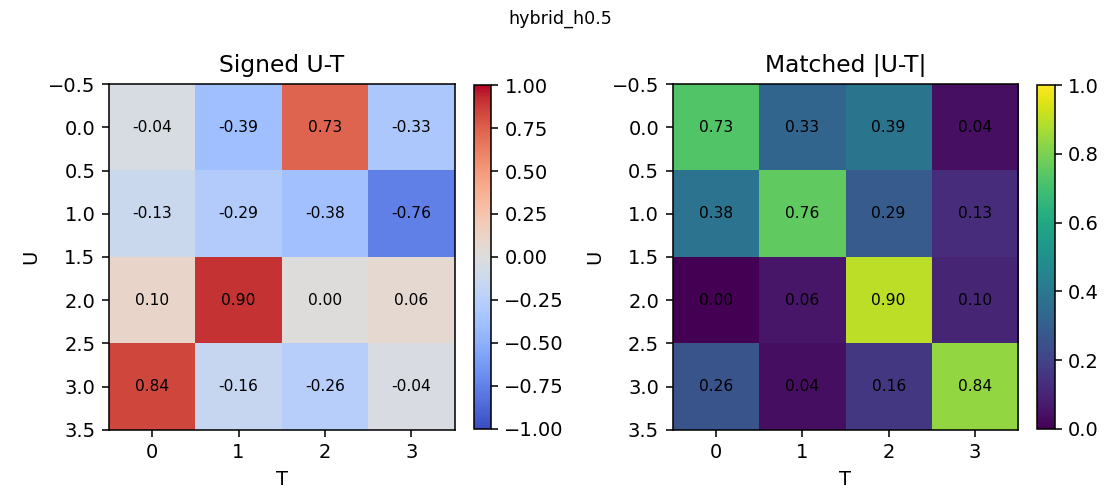 hybrid_h0.5
Signed U-T
Matched |U-T|
−0.5
0.0
0.5
1.0
1.5
2.0
2.5
3.0
3.5
U
-0.04 -0.39 0.73 -0.33
-0.13 -0.29 -0.38 -0.76
0.10 0.90 0.00 0.06
0.84 -0.16 -0.26 -0.04
0 1 2 3
T
1.00
0.75
0.50
0.25
0.00
−0.25
−0.50
−0.75
−1.00
−0.5
0.0
0.5
1.0
1.5
2.0
2.5
3.0
3.5
U
0.73 0.33 0.39 0.04
0.38 0.76 0.29 0.13
0.00 0.06 0.90 0.10
0.26 0.04 0.16 0.84
0 1 2 3
T
1.0
0.8
0.6
0.4
0.2
0.0